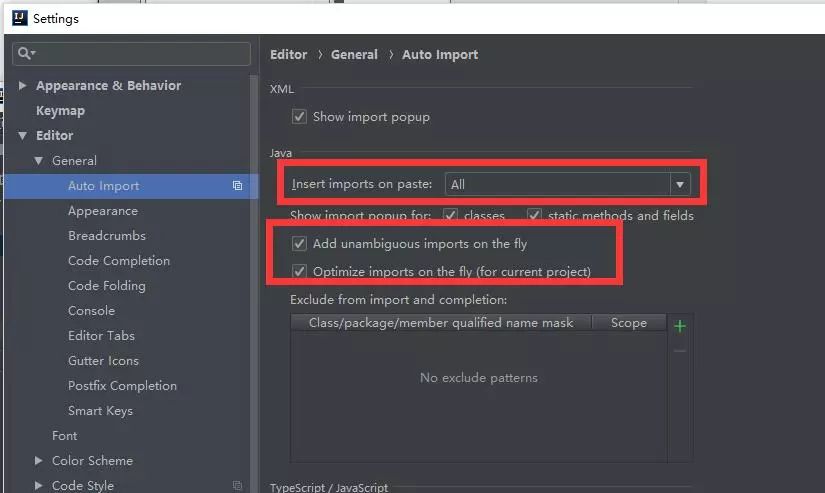 Settings
Editor > General > Auto Import
Appearance & Behavior
Keymap
Editor
General
Auto Import
Appearance
Breadcrumbs
Code Completion
Code Folding
Console
Editor Tabs
Gutter Icons
Postfix Completion
Smart Keys
Font
Color Scheme
Code Style
XML
Show import popup
Java
Insert imports on paste: All
Show import popup for: classes static methods and fields
Add unambiguous imports on the fly
Optimize imports on the fly (for current project)
Exclude from import and completion:
Class/package/member qualified name mask Scope
No exclude patterns
TypeScript / JavaScript